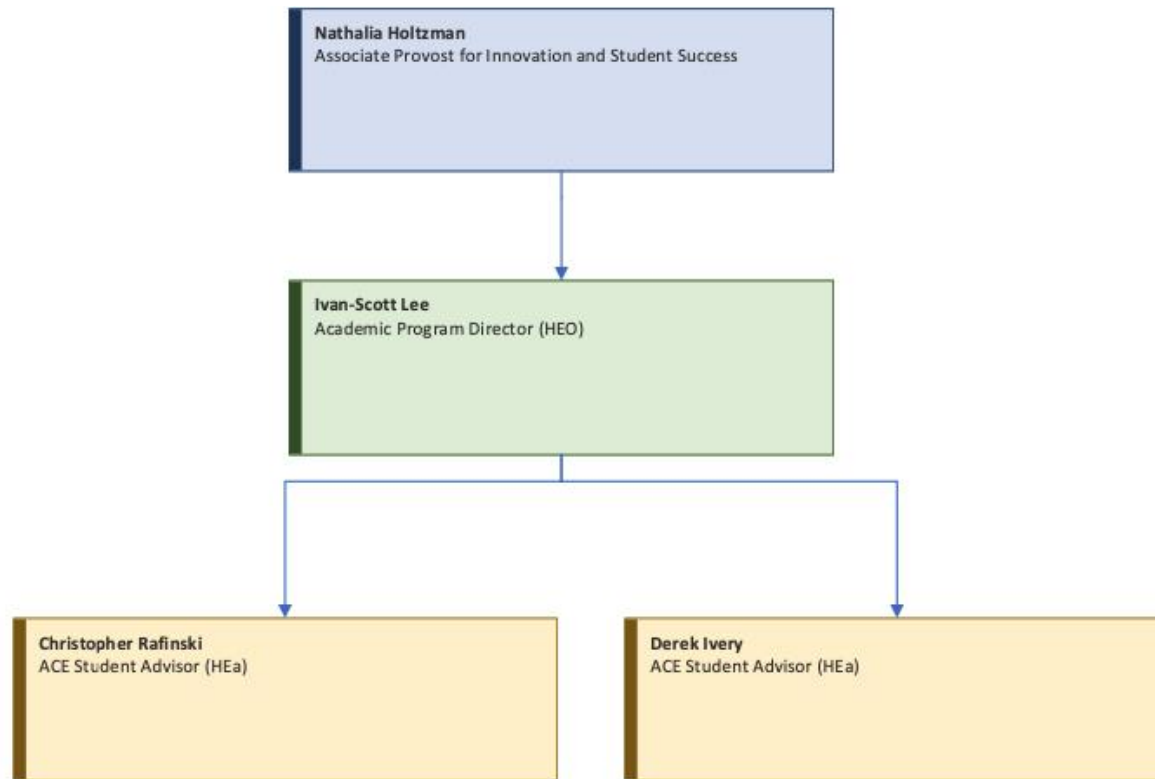 Nathalia Holtzman
Associate Provost for Innovation and Student Success
Ivan-Scott Lee
Academic Program Director (HEO)
Christopher Rafinski
ACE Student Advisor (HEa)
Derek Ivery
ACE Student Advisor (HEa)